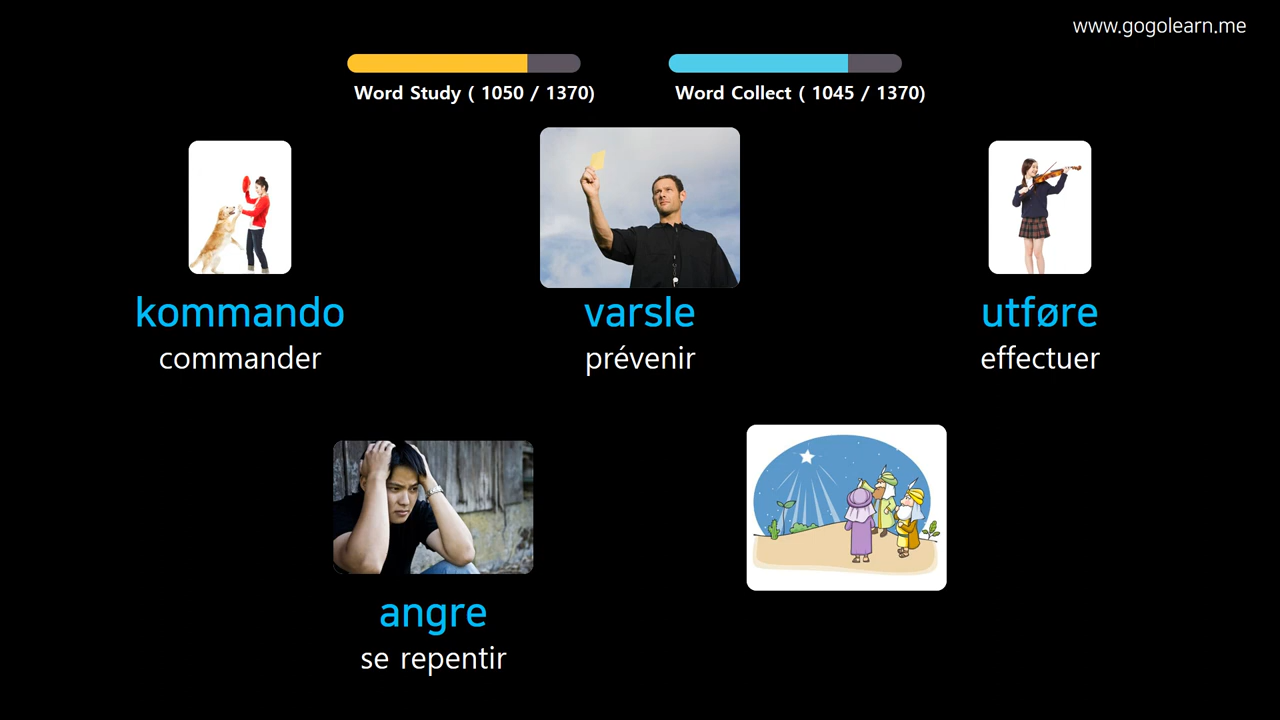 www.gogolearn.me
Word Study ( 1050 / 1370)
Word Collect ( 1045 / 1370)
kommando
commander
varsle
prévenir
utføre
effectuer
angre
se repentir